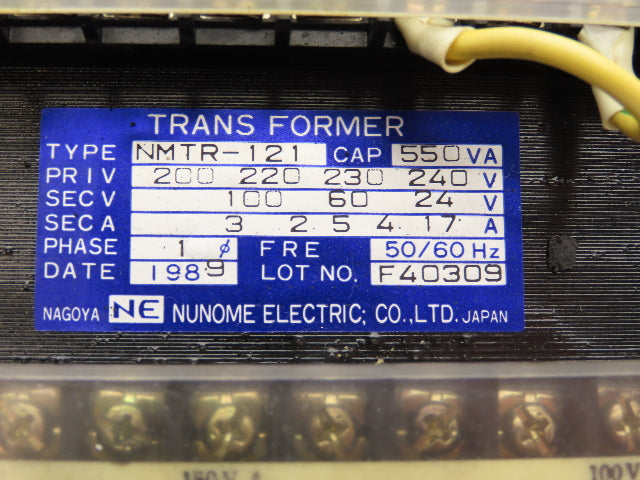 TRANS FORMER
TYPE NMTR-121 CAP 550 VA
PRI V 200 220 230 240 V
SEC V 100 60 24 V
SEC A 3 2 5 4.17 A
PHASE 1 ø FRE 50/60 Hz
DATE 1989 LOT NO. F40309
NAGOYA NE NUNOME ELECTRIC; CO.,LTD. JAPAN
100V